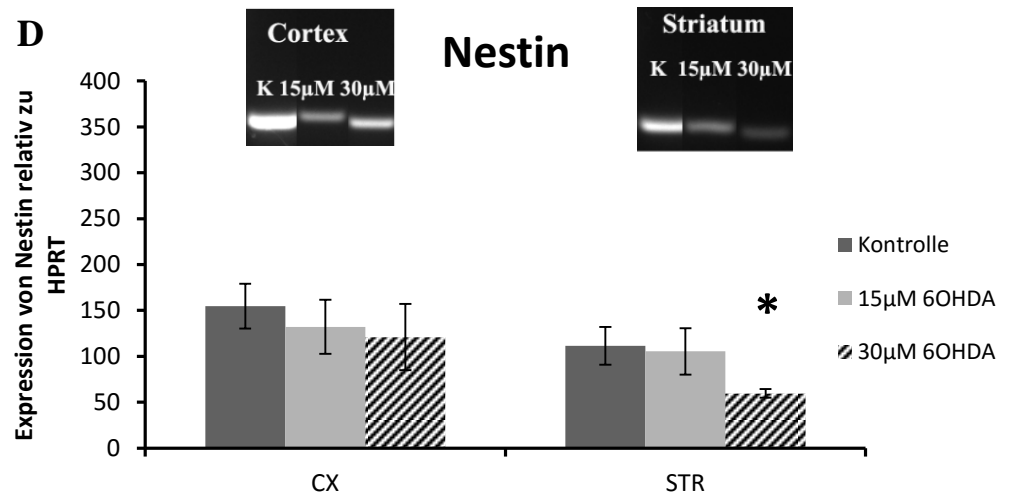 D
Nestin
Cortex
K 15µM 30µM
Striatum
K 15µM 30µM
Expression von Nestin relativ zu
HPRT
400
350
300
250
200
150
100
50
0
CX
STR
*
Kontrolle
15µM 6OHDA
30µM 6OHDA